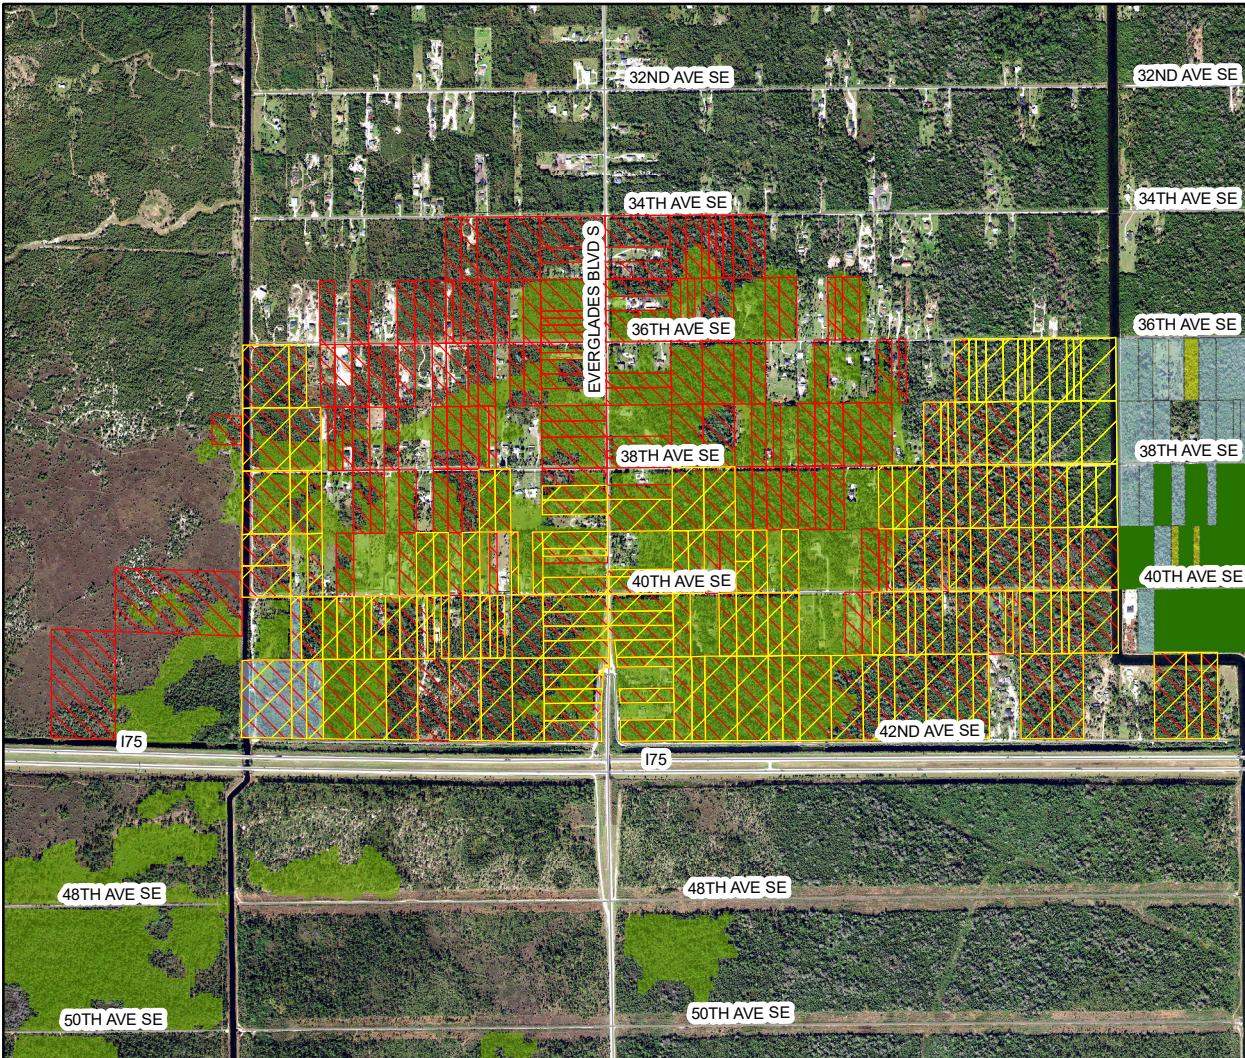 32ND AVE SE
32ND AVE SE
34TH AVE SE
34TH AVE SE
EVERGLADES BLVD S
36TH AVE SE
36TH AVE SE
38TH AVE SE
38TH AVE SE
40TH AVE SE
40TH AVE SE
42ND AVE SE
I75
I75
48TH AVE SE
48TH AVE SE
50TH AVE SE
50TH AVE SE